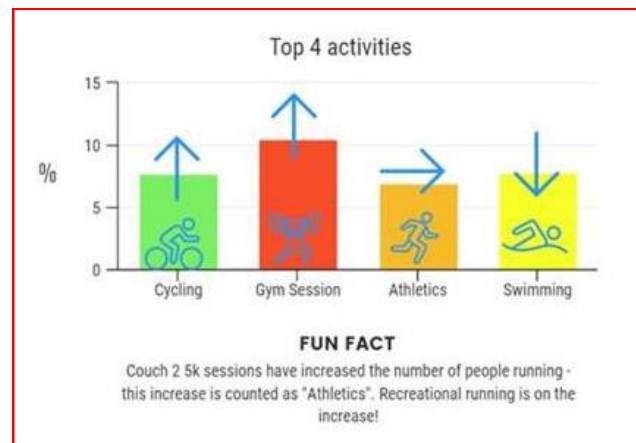 Top 4 activities
15
10
%
5
0
Cycling
Gym Session
Athletics
Swimming
FUN FACT
Couch 2 5k sessions have increased the number of people running -
this increase is counted as "Athletics". Recreational running is on the
increase!